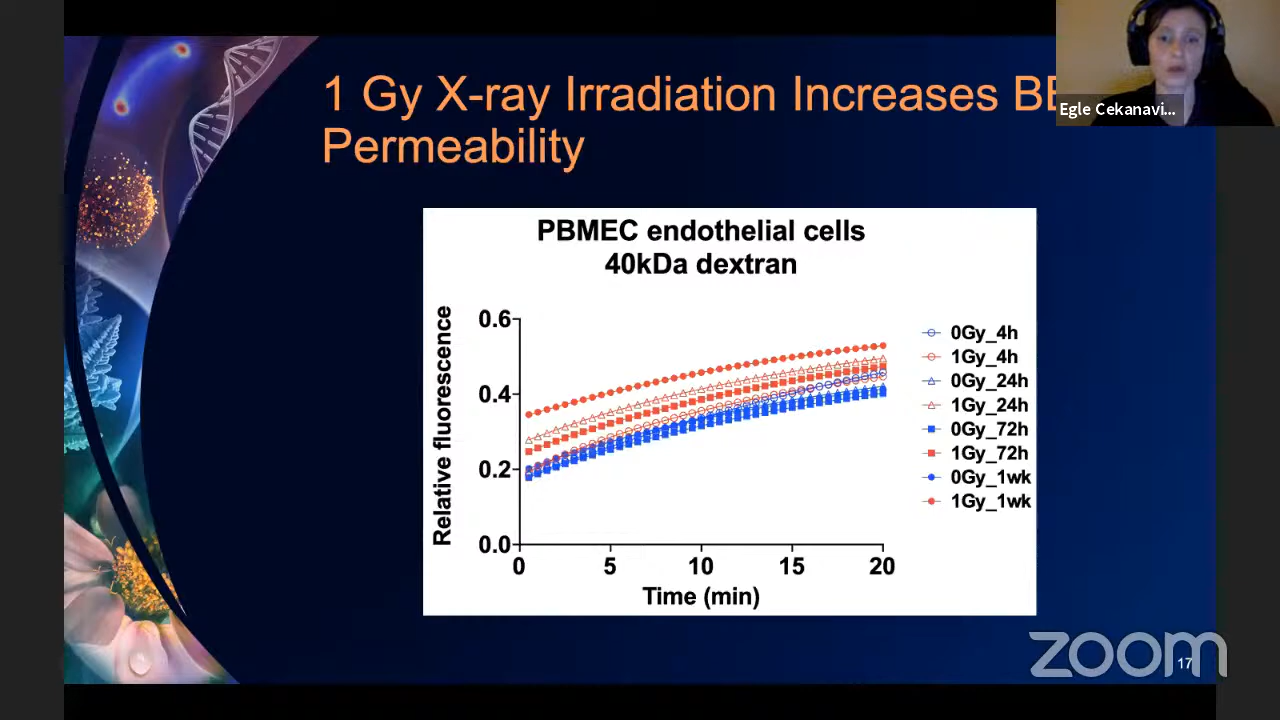 1 Gy X-ray Irradiation Increases
Permeability
Egle Cekanavi...
PBMEC endothelial cells
40kDa dextran
Relative fluorescence
0.6
0.4
0.2
0.0
0
5
10
15
20
Time (min)
0Gy_4h
1Gy_4h
0Gy_24h
1Gy_24h
0Gy_72h
1Gy_72h
0Gy_1wk
1Gy_1wk
zoom
17